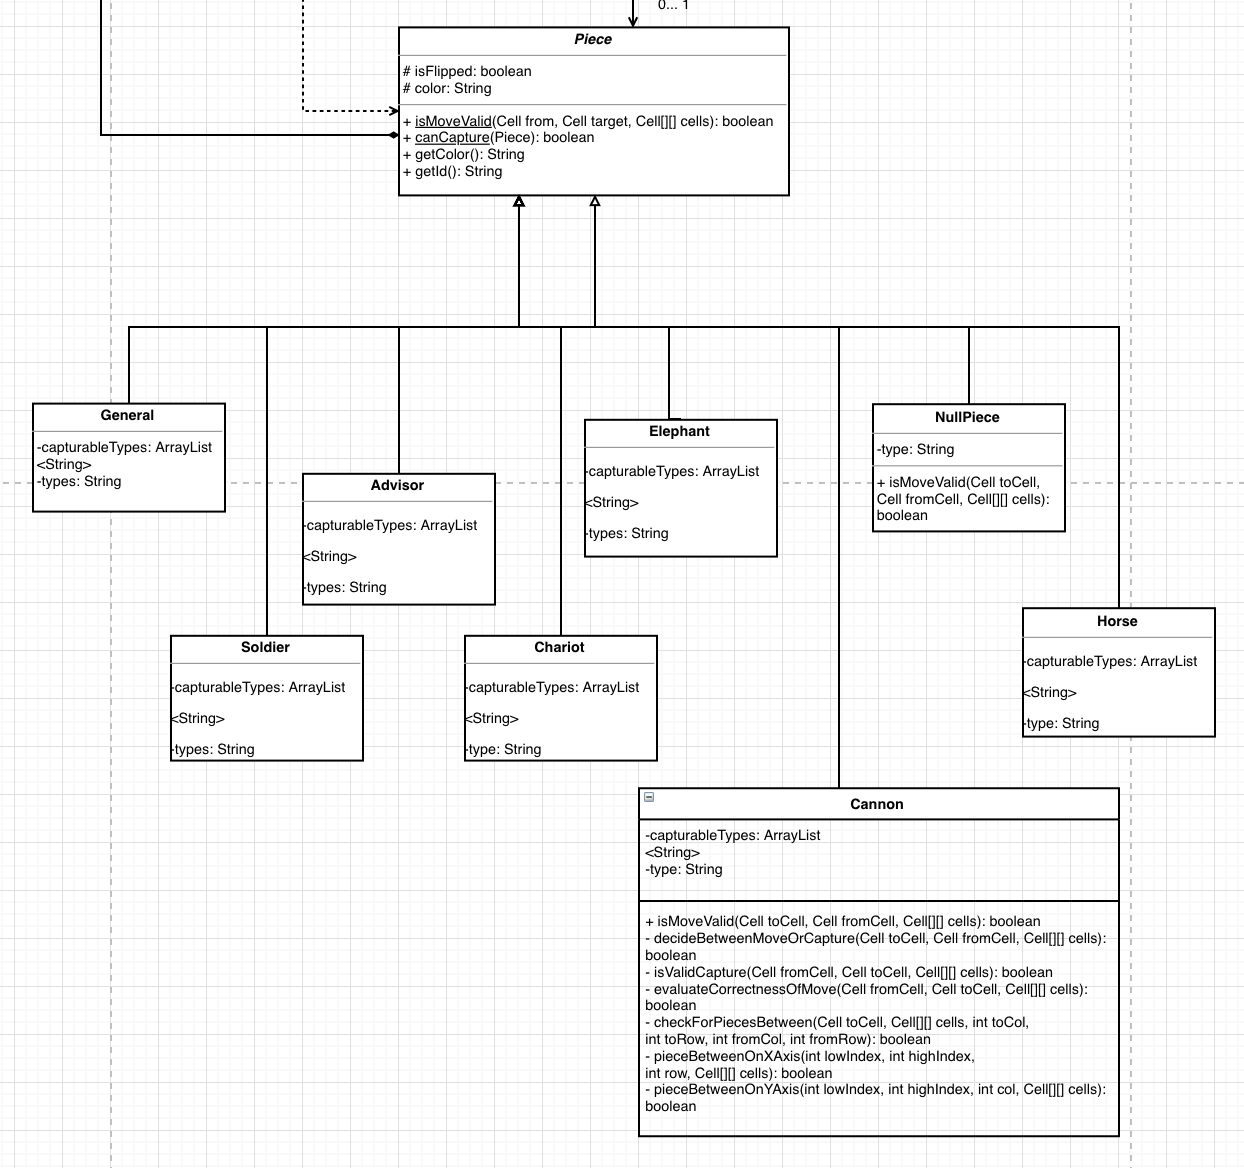 0... 1
Piece
# isFlipped: boolean
# color: String
+ isMoveValid(Cell from, Cell target, Cell[][] cells): boolean
+ canCapture(Piece): boolean
+ getColor(): String
+ getId(): String
General
-capturableTypes: ArrayList
<String>
-types: String
Advisor
-capturableTypes: ArrayList
<String>
-types: String
Elephant
-capturableTypes: ArrayList
<String>
-types: String
NullPiece
-type: String
+ isMoveValid(Cell toCell,
Cell fromCell, Cell[][] cells):
boolean
Soldier
-capturableTypes: ArrayList
<String>
-types: String
Chariot
-capturableTypes: ArrayList
<String>
-type: String
Horse
-capturableTypes: ArrayList
<String>
-type: String
Cannon
-capturableTypes: ArrayList
<String>
-type: String
+ isMoveValid(Cell toCell, Cell fromCell, Cell[][] cells): boolean
- decideBetweenMoveOrCapture(Cell toCell, Cell fromCell, Cell[][] cells):
boolean
- isValidCapture(Cell fromCell, Cell toCell, Cell[][] cells): boolean
- evaluateCorrectnessOfMove(Cell fromCell, Cell toCell, Cell[][] cells):
boolean
- checkForPiecesBetween(Cell toCell, Cell[][] cells, int toCol,
int toRow, int fromCol, int fromRow): boolean
- pieceBetweenOnXAxis(int lowIndex, int highIndex,
int row, Cell[][] cells): boolean
- pieceBetweenOnYAxis(int lowIndex, int highIndex, int col, Cell[][] cells):
boolean